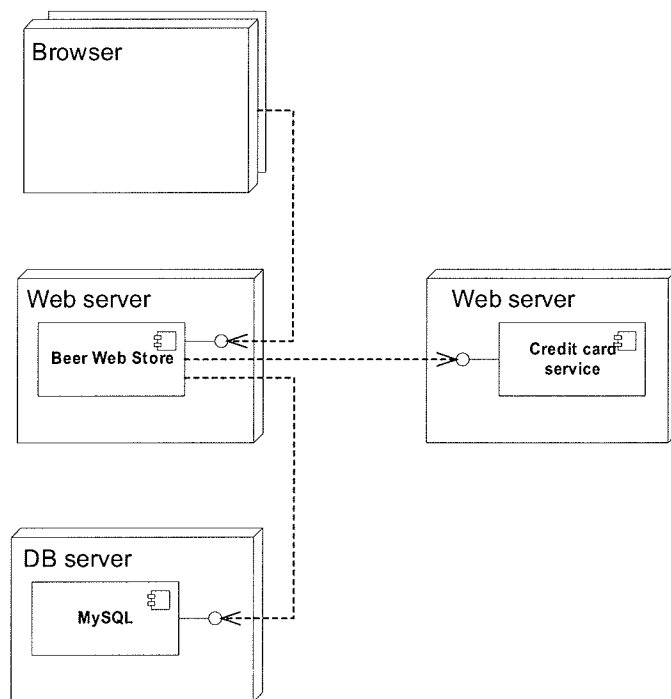 Browser
Web server
Beer Web Store
Web server
Credit card
service
DB server
MySQL